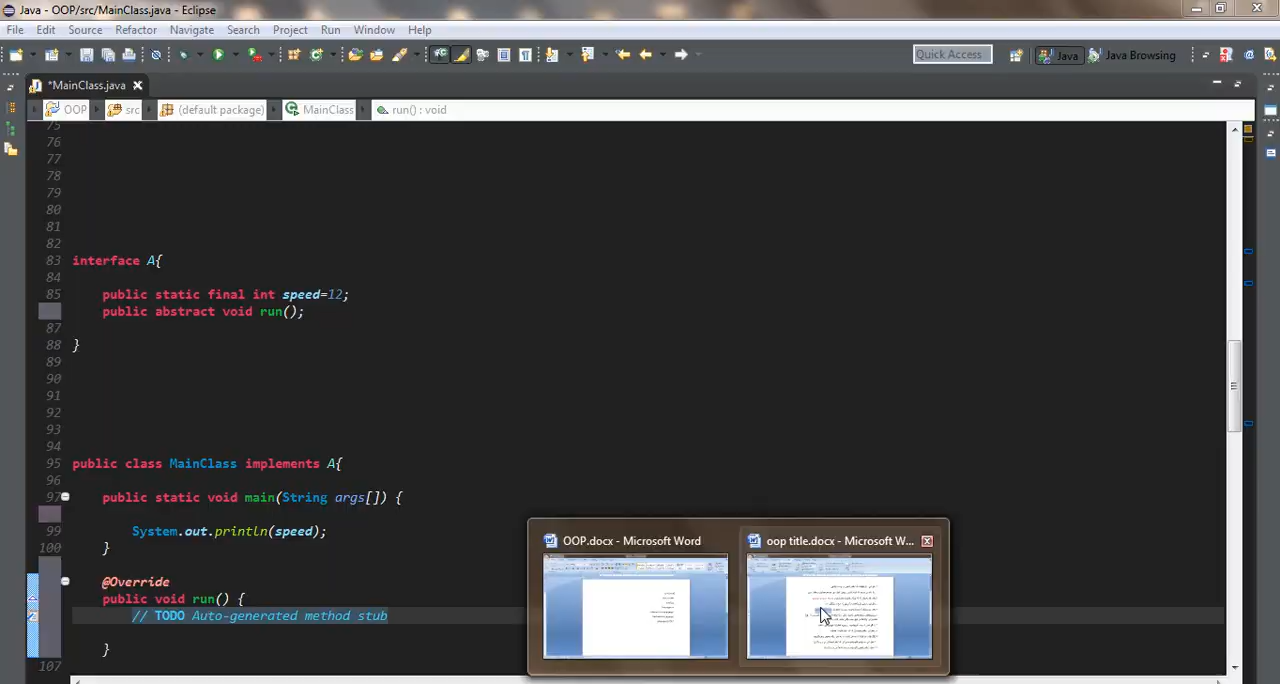 Java - OOP/src/MainClass.java - Eclipse
File Edit Source Refactor Navigate Search Project Run Window Help
Quick Access Java Java Browsing
*MainClass.java
OOP src (default package) MainClass run() : void
75
76
77
78
79
80
81
82
83 interface A{
84
85 public static final int speed=12;
public abstract void run();
87
88 }
89
90
91
92
93
94
95 public class MainClass implements A{
96
97 public static void main(String args[]) {
99 System.out.println(speed);
100 }
@Override
public void run() {
// TODO Auto-generated method stub
}
107
OOP.docx - Microsoft Word
oop title.docx - Microsoft W...